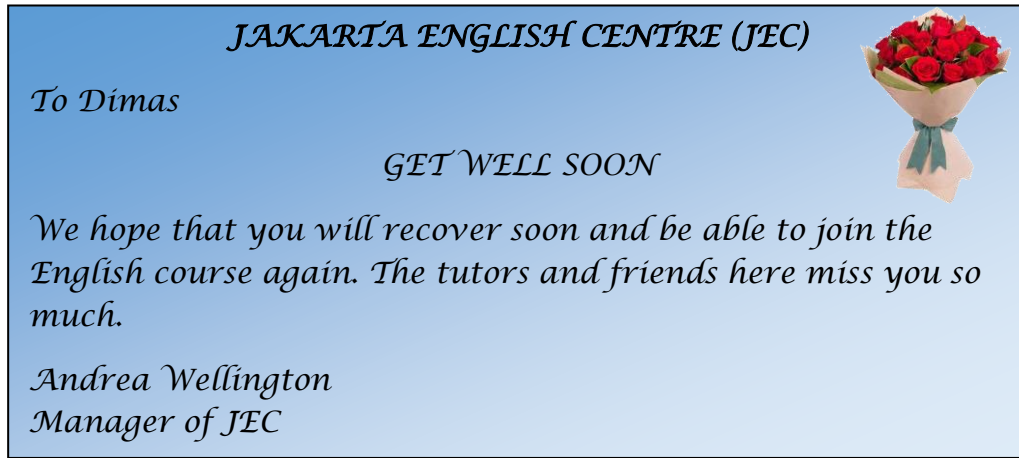 JAKARTA ENGLISH CENTRE (JEC)
To Dimas
GET WELL SOON
We hope that you will recover soon and be able to join the
English course again. The tutors and friends here miss you so
much.
Andrea Wellington
Manager of JEC